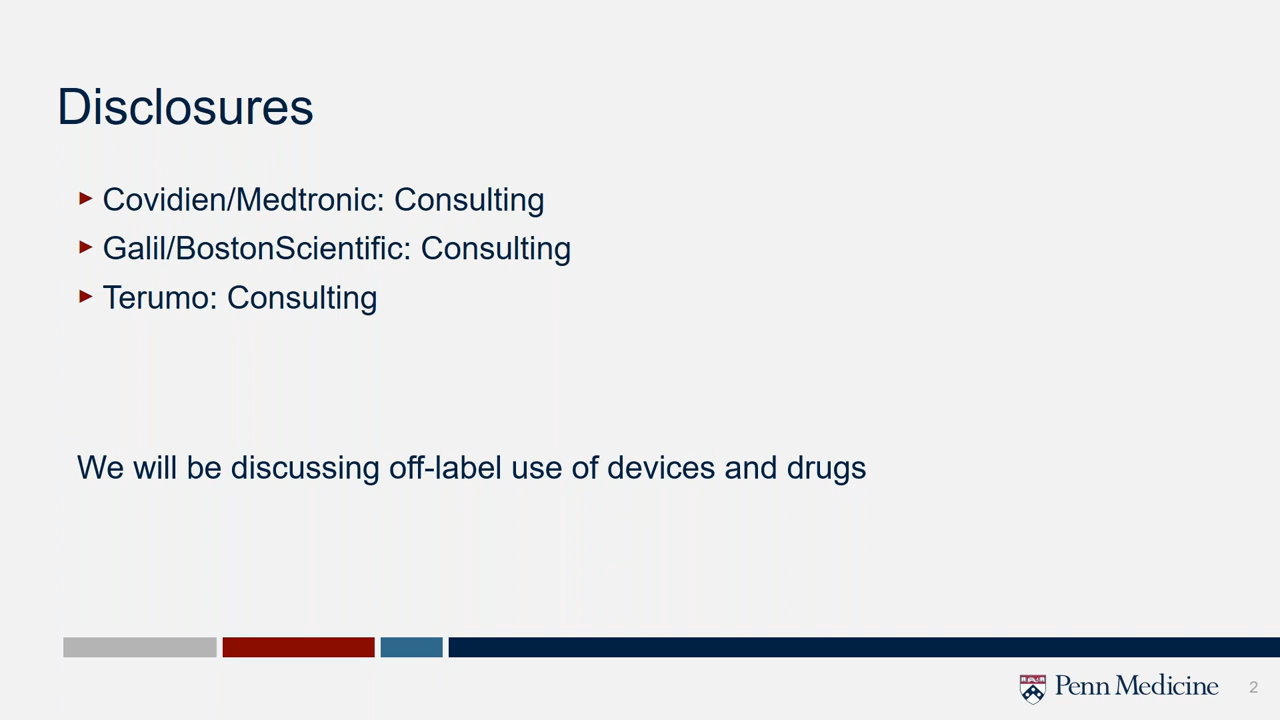 Disclosures
Covidien/Medtronic: Consulting
Galil/BostonScientific: Consulting
Terumo: Consulting
We will be discussing off-label use of devices and drugs
Penn Medicine
2